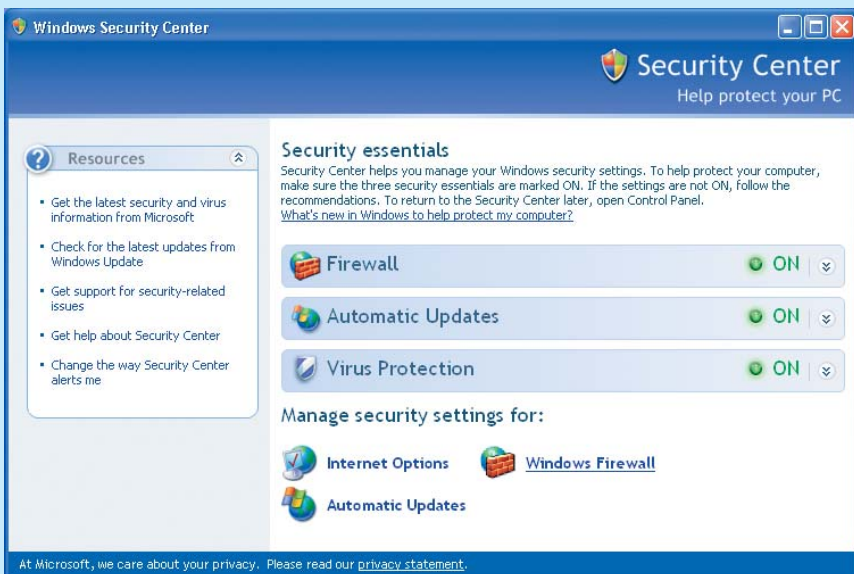 Windows Security Center
Security Center
Help protect your PC
Resources
Get the latest security and virus
information from Microsoft
Check for the latest updates from
Windows Update
Get support for security-related
issues
Get help about Security Center
Change the way Security Center
alerts me
Security essentials
Security Center helps you manage your Windows security settings. To help protect your computer,
make sure the three security essentials are marked ON. If the settings are not ON, follow the
recommendations. To return to the Security Center later, open Control Panel.
What's new in Windows to help protect my computer?
Firewall ON
Automatic Updates ON
Virus Protection ON
Manage security settings for:
Internet Options Windows Firewall
Automatic Updates
At Microsoft, we care about your privacy. Please read our privacy statement.